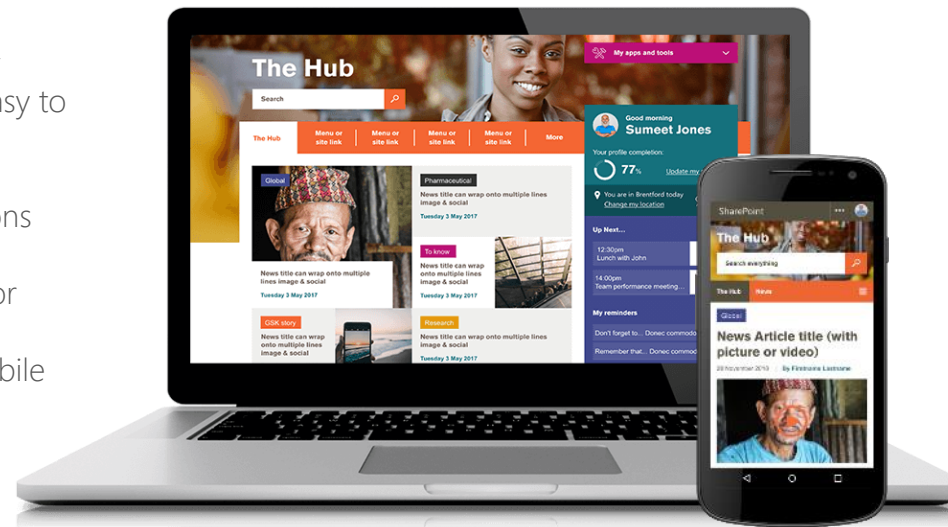 asy to
ons
or
bile
The Hub
Search
My apps and tools
The Hub
Menu or
site link
Menu or
site link
Menu or
site link
Menu or
site link
More
Good morning
Sumeet Jones
Your profile completion:
77%
Update my
You are in Brentford today
Change my location
Global
News title can wrap onto multiple
lines image & social
Tuesday 3 May 2017
Pharmaceutical
News title can wrap onto multiple lines
image & social
Tuesday 3 May 2017
To know
News title can wrap
onto multiple lines
image & social
Tuesday 3 May 2017
GSK story
News title can wrap
onto multiple lines
image & social
Research
News title can wrap onto multiple lines
image & social
Tuesday 3 May 2017
Up Next...
12:30pm
Lunch with John
14:00pm
Team performance meeting...
My reminders
Don't forget to... Donec commodo
Remember that... Donec commod
SharePoint
The Hub
Search everything
The Hub
News
Global
News Article title (with
picture or video)
By Firstname Lastname